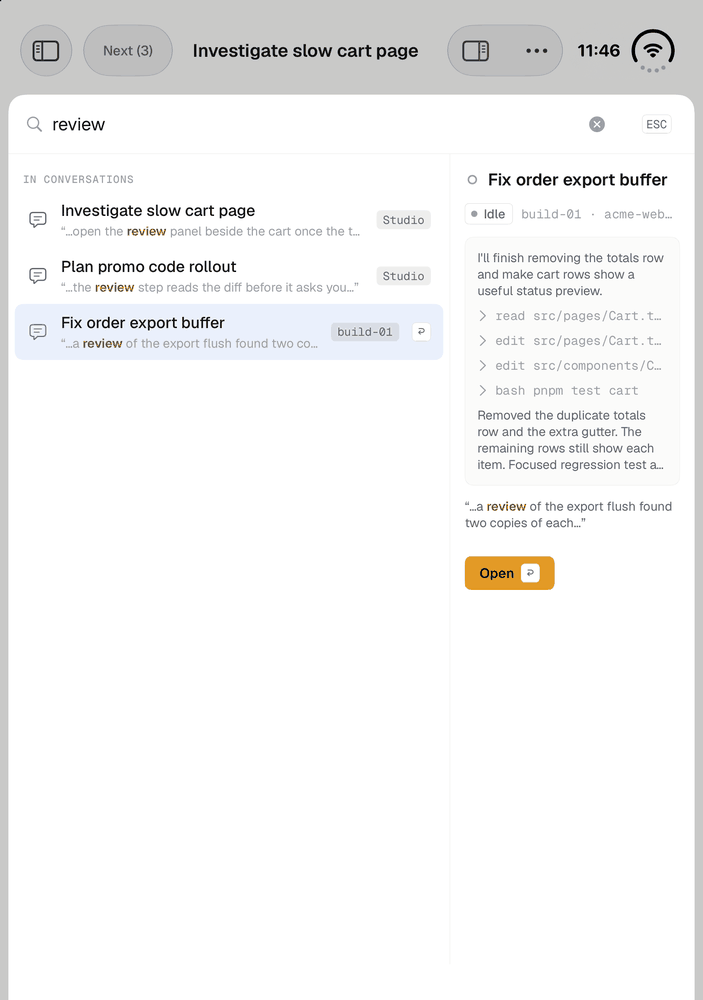 Next (3)
Investigate slow cart page
11:46
review
ESC
IN CONVERSATIONS
Investigate slow cart page
“…open the review panel beside the cart once the t…
Studio
Plan promo code rollout
“…the review step reads the diff before it asks you…”
Studio
Fix order export buffer
“…a review of the export flush found two co…
build-01
Fix order export buffer
Idle
build-01 · acme-web…
I'll finish removing the totals row
and make cart rows show a
useful status preview.
read src/pages/Cart.t…
edit src/pages/Cart.t…
edit src/components/C…
bash pnpm test cart
Removed the duplicate totals
row and the extra gutter. The
remaining rows still show each
item. Focused regression test a…
“…a review of the export flush found
two copies of each…”
Open